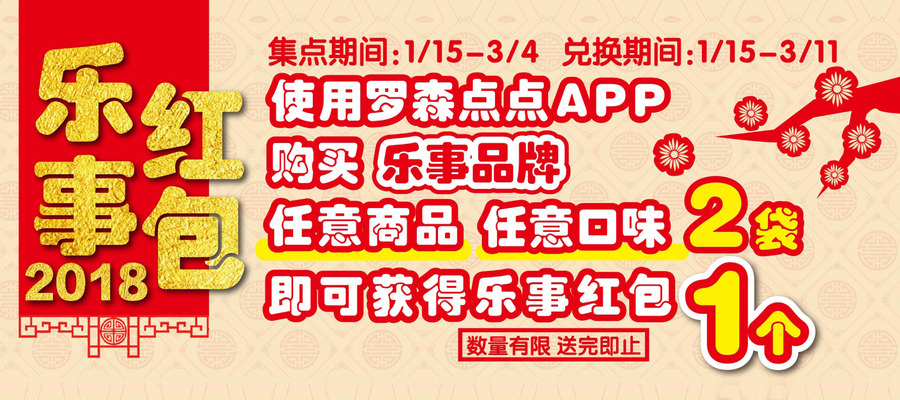 乐事
红包
2018
集点期间:1/15-3/4 兑换期间:1/15-3/11
使用罗森点点APP
购买 乐事品牌
任意商品 任意口味 2袋
即可获得乐事红包 1个
数量有限 送完即止